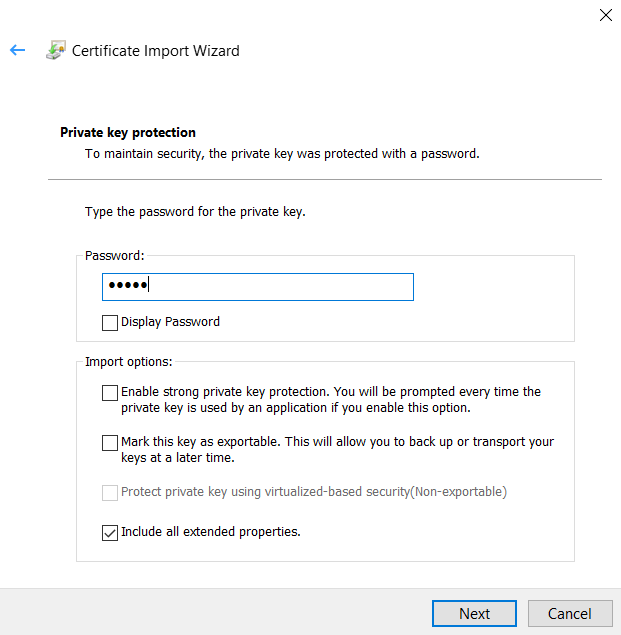 Certificate Import Wizard
Private key protection
To maintain security, the private key was protected with a password.
Type the password for the private key.
Password:
•••••
Display Password
Import options:
Enable strong private key protection. You will be prompted every time the
private key is used by an application if you enable this option.
Mark this key as exportable. This will allow you to back up or transport your
keys at a later time.
Protect private key using virtualized-based security(Non-exportable)
Include all extended properties.
Next
Cancel